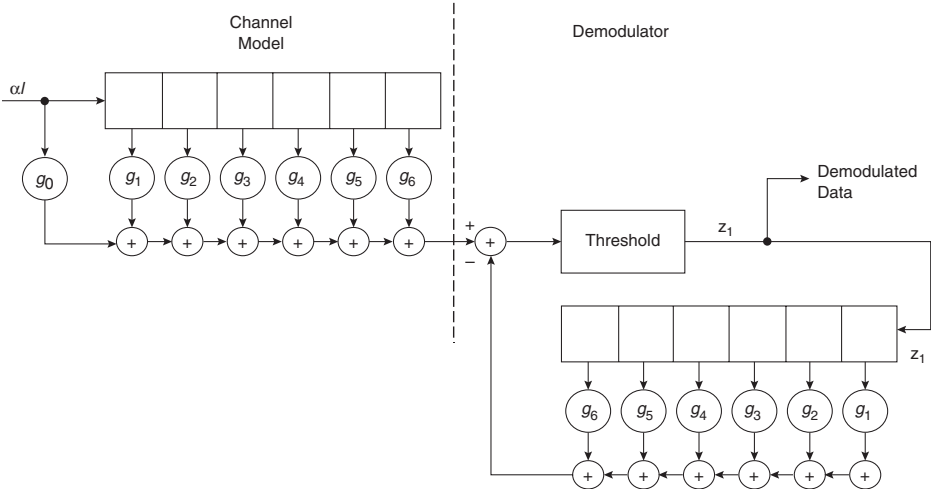 Channel
Model
Demodulator
αI
g0
g1
g2
g3
g4
g5
g6
+
+
+
+
+
+
+
−
+
Threshold
z1
Demodulated
Data
z1
g6
g5
g4
g3
g2
g1
+
+
+
+
+
+